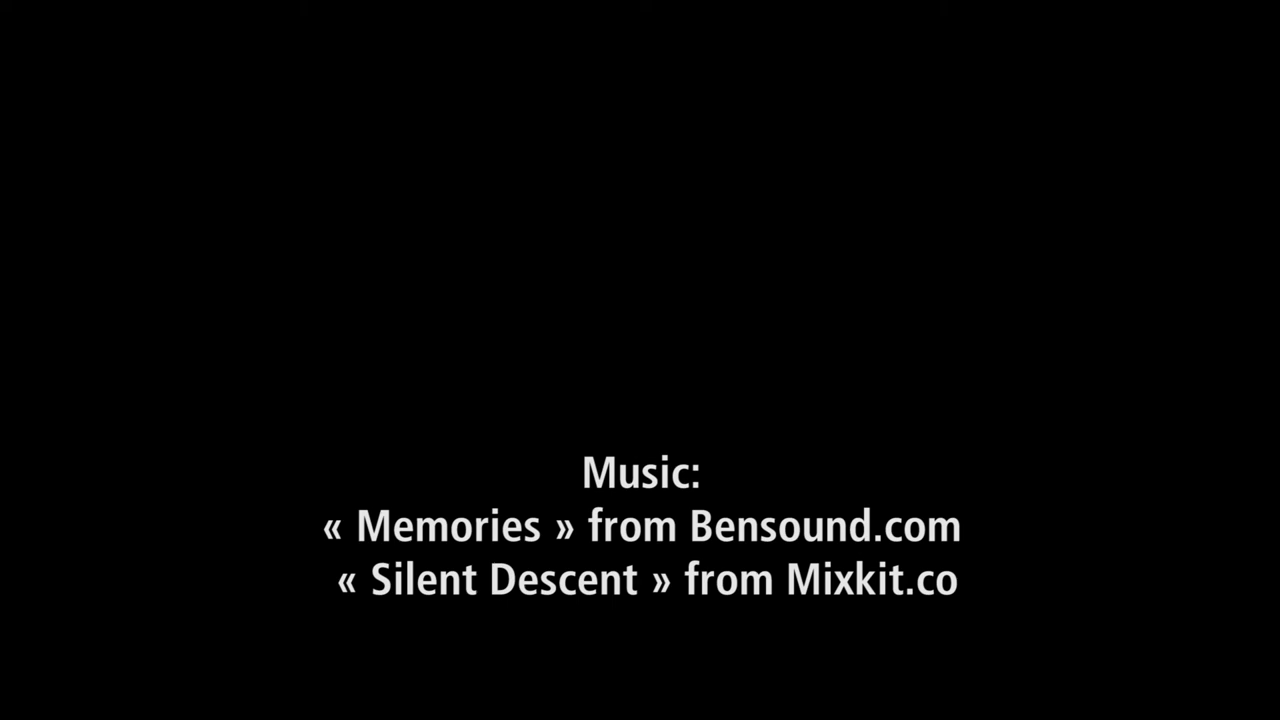 Music:
« Memories » from Bensound.com
« Silent Descent » from Mixkit.co